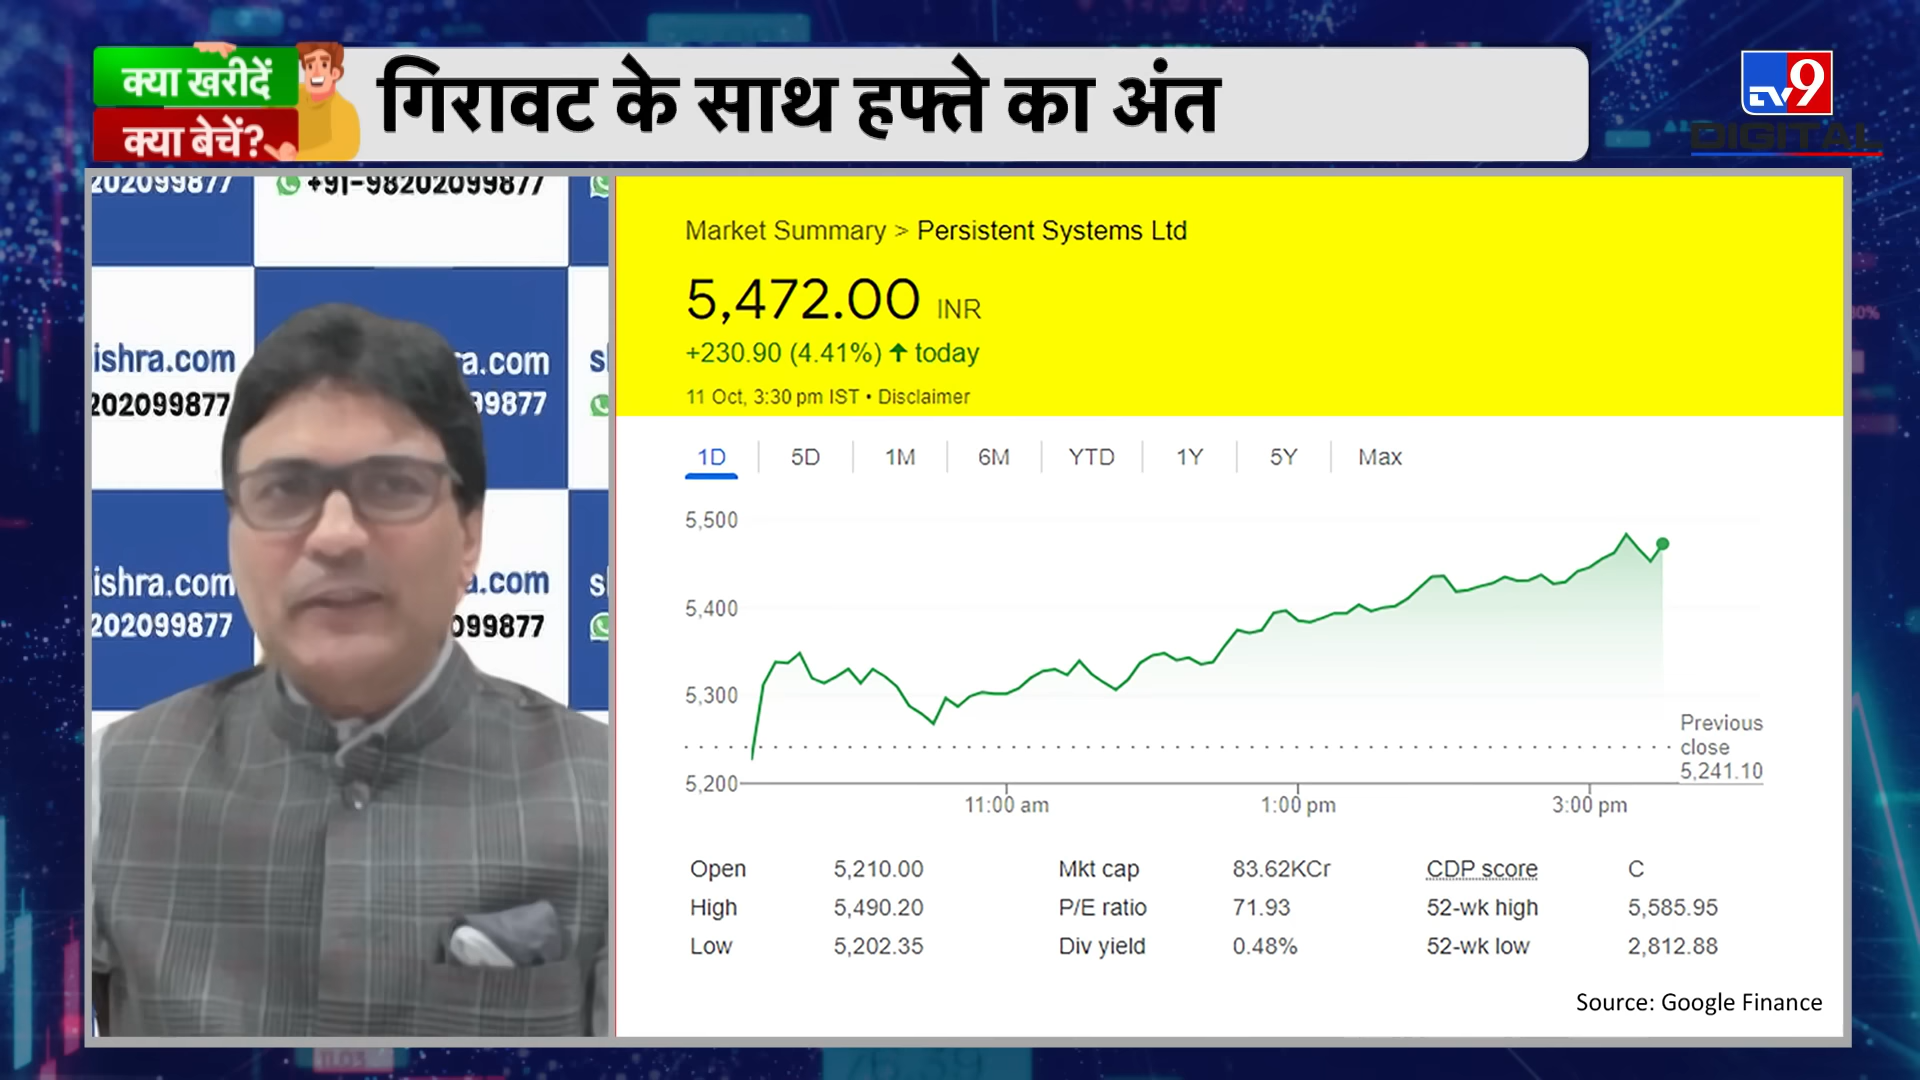 क्या खरीदें
क्या बेचें?
गिरावट के साथ हफ्ते का अंत
TV9
DIGITAL
202099877
+91-98202099877
ishra.com
a.com
202099877
99877
ishra.com
a.com
202099877
099877
Market Summary > Persistent Systems Ltd
5,472.00 INR
+230.90 (4.41%) ↑ today
11 Oct, 3:30 pm IST • Disclaimer
1D 5D 1M 6M YTD 1Y 5Y Max
5,500
5,400
5,300
5,200
Previous
close
5,241.10
11:00 am 1:00 pm 3:00 pm
Open 5,210.00 Mkt cap 83.62KCr CDP score C
High 5,490.20 P/E ratio 71.93 52-wk high 5,585.95
Low 5,202.35 Div yield 0.48% 52-wk low 2,812.88
Source: Google Finance